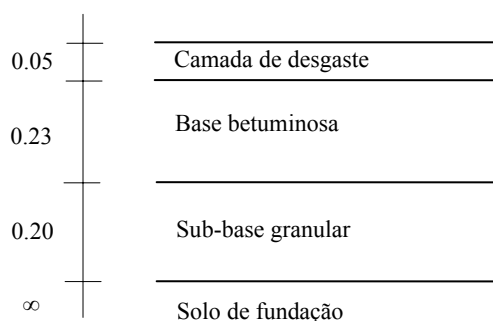 0.05 Camada de desgaste
0.23 Base betuminosa
0.20 Sub-base granular
∞ Solo de fundação